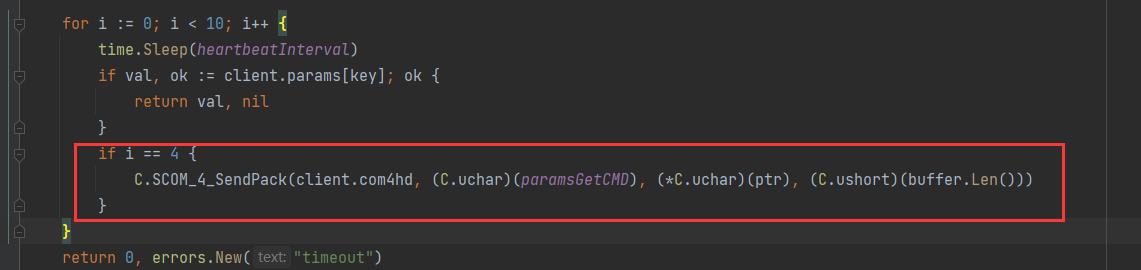 for i := 0; i < 10; i++ {
time.Sleep(heartbeatInterval)
if val, ok := client.params[key]; ok {
return val, nil
}
if i == 4 {
C.SCOM_4_SendPack(client.com4hd, (C.uchar)(paramsGetCMD), (*C.uchar)(ptr), (C.ushort)(buffer.Len()))
}
}
return 0, errors.New( text: "timeout")